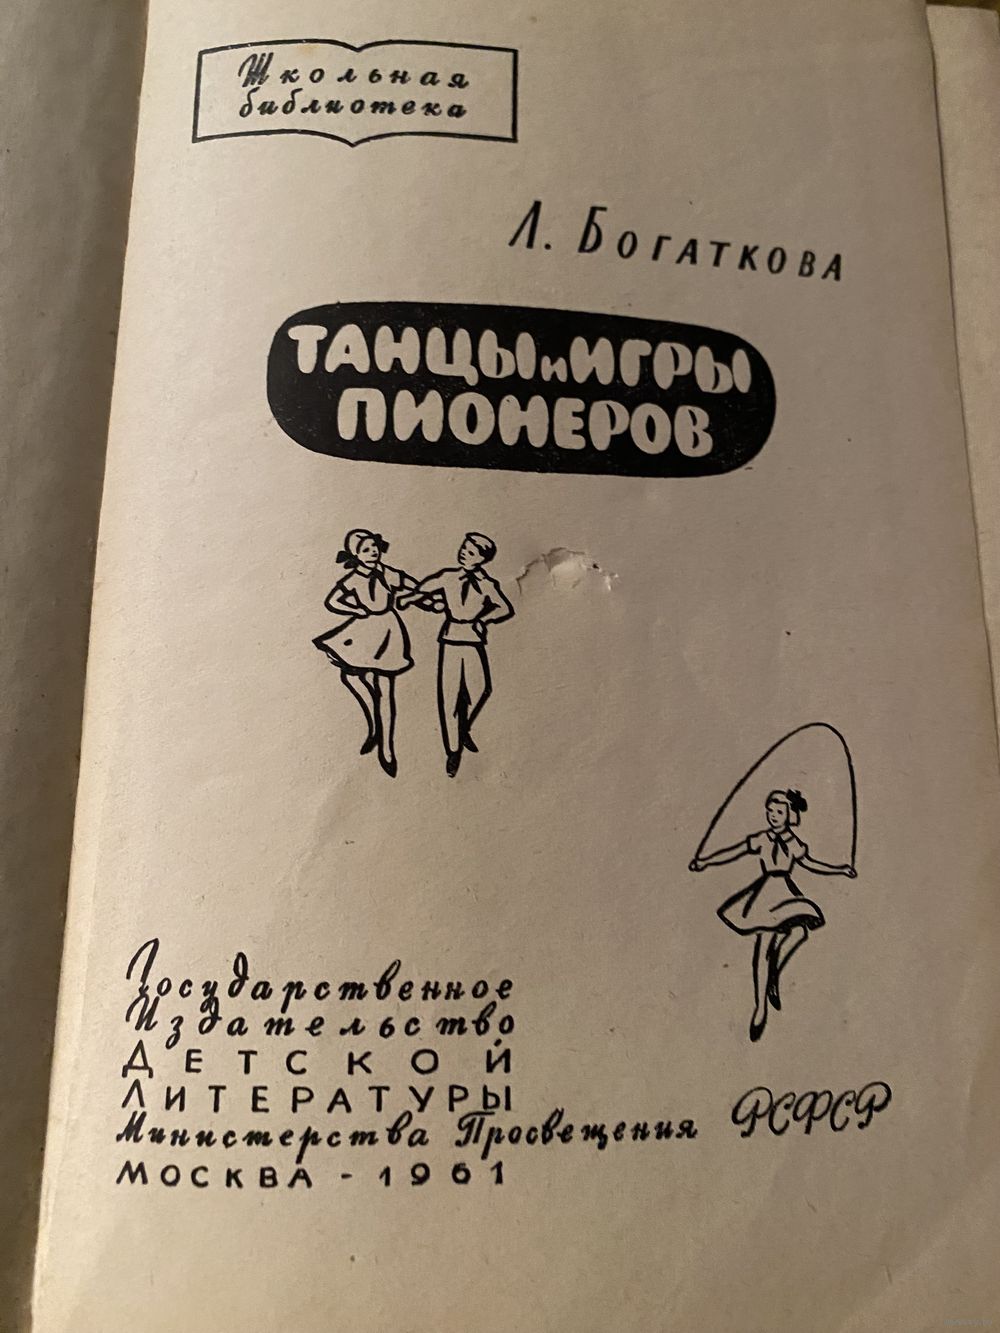 Школьная
библиотека
Л. БОГАТКОВА
ТАНЦЫ и ИГРЫ
ПИОНЕРОВ
Государственное
Издательство
ДЕТСКОЙ
ЛИТЕРАТУРЫ
Министерства Просвещения РСФСР
МОСКВА - 1961